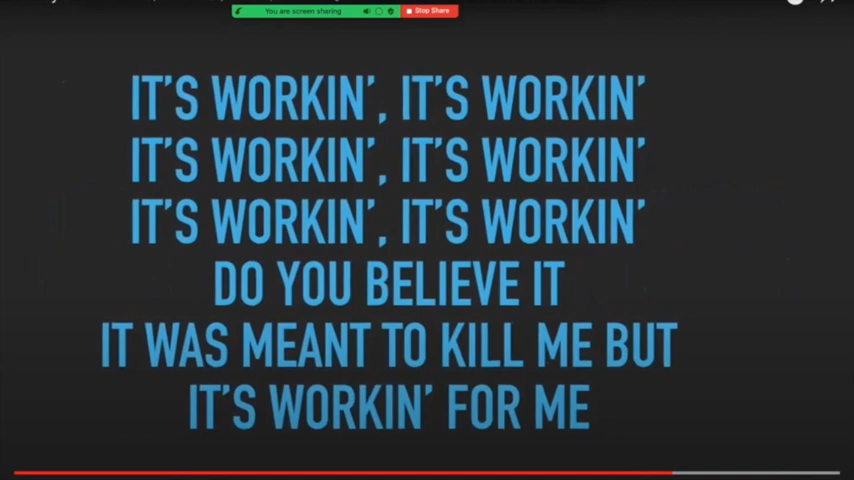 You are screen sharing
Stop Share
IT'S WORKIN', IT'S WORKIN'
IT'S WORKIN', IT'S WORKIN'
IT'S WORKIN', IT'S WORKIN'
DO YOU BELIEVE IT
IT WAS MEANT TO KILL ME BUT
IT'S WORKIN' FOR ME